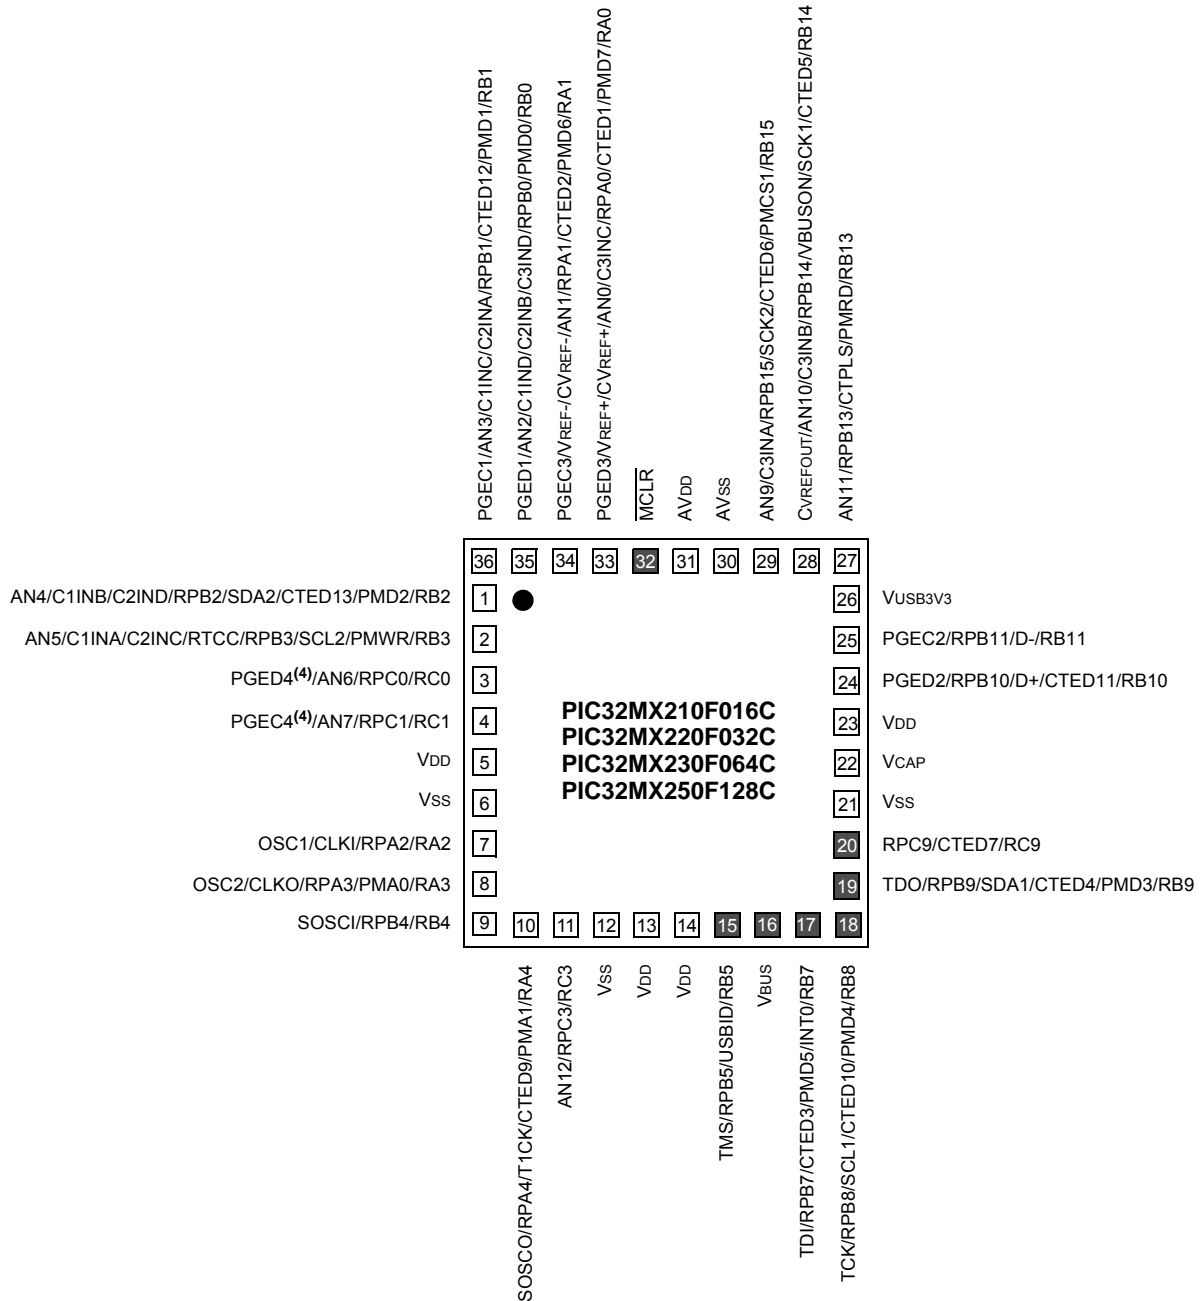 PGEC1/AN3/C1INC/C2INA/RPB1/CTED12/PMD1/RB1
PGED1/AN2/C1IND/C2INB/C3IND/RPB0/PMD0/RB0
PGEC3/VREF-/CVREF-/AN1/RPA1/CTED2/PMD6/RA1
PGED3/VREF+/CVREF+/AN0/C3INC/RPA0/CTED1/PMD7/RA0
MCLR
AVDD
AVSS
AN9/C3INA/RPB15/SCK2/CTED6/PMCS1/RB15
CVREFOUT/AN10/C3INB/RPB14/VBUSON/SCK1/CTED5/RB14
AN11/RPB13/CTPLS/PMRD/RB13
36 35 34 33 32 31 30 29 28 27
AN4/C1INB/C2IND/RPB2/SDA2/CTED13/PMD2/RB2 1
26 VUSB3V3
AN5/C1INA/C2INC/RTCC/RPB3/SCL2/PMWR/RB3 2
25 PGEC2/RPB11/D-/RB11
PGED4(4)/AN6/RPC0/RC0 3
24 PGED2/RPB10/D+/CTED11/RB10
PGEC4(4)/AN7/RPC1/RC1 4
23 VDD
VDD 5
22 VCAP
VSS 6
21 VSS
OSC1/CLKI/RPA2/RA2 7
20 RPC9/CTED7/RC9
OSC2/CLKO/RPA3/PMA0/RA3 8
19 TDO/RPB9/SDA1/CTED4/PMD3/RB9
SOSCI/RPB4/RB4 9
PIC32MX210F016C
PIC32MX220F032C
PIC32MX230F064C
PIC32MX250F128C
10 11 12 13 14 15 16 17 18
SOSCO/RPA4/T1CK/CTED9/PMA1/RA4
AN12/RPC3/RC3
VSS
VDD
VDD
TMS/RPB5/USBID/RB5
VBUS
TDI/RPB7/CTED3/PMD5/INT0/RB7
TCK/RPB8/SCL1/CTED10/PMD4/RB8